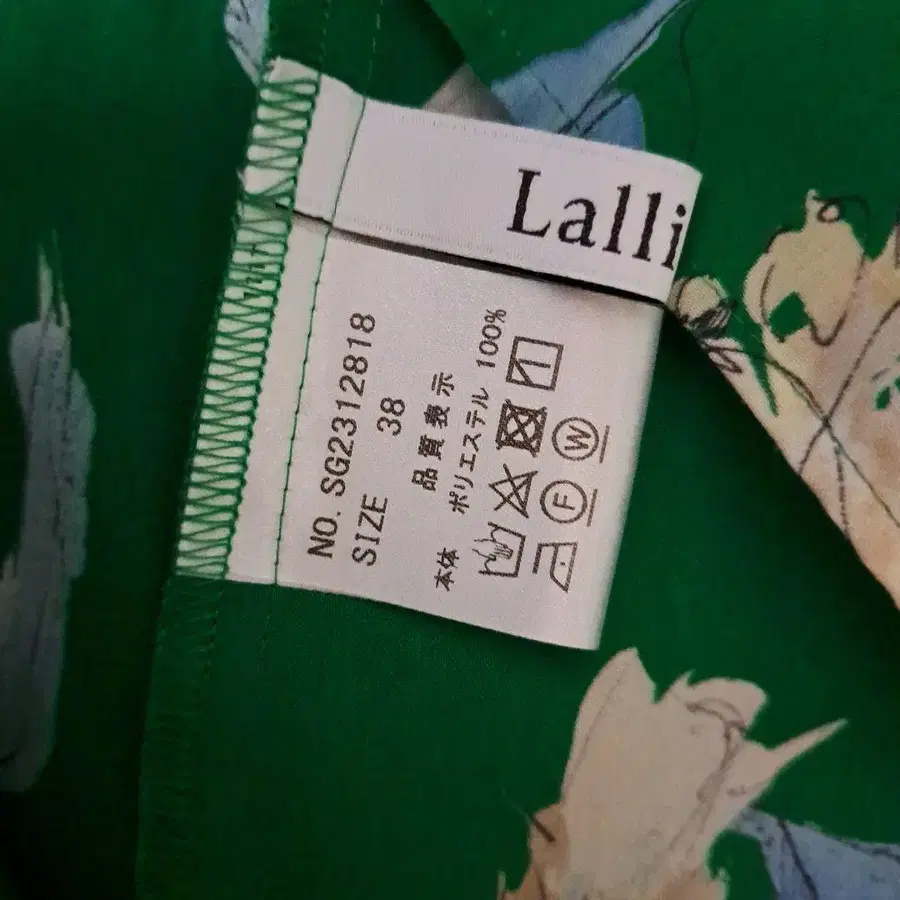 Lalli
NO. SG2312818
SIZE 38
品質表示
本体 ポリエステル 100%
W
F